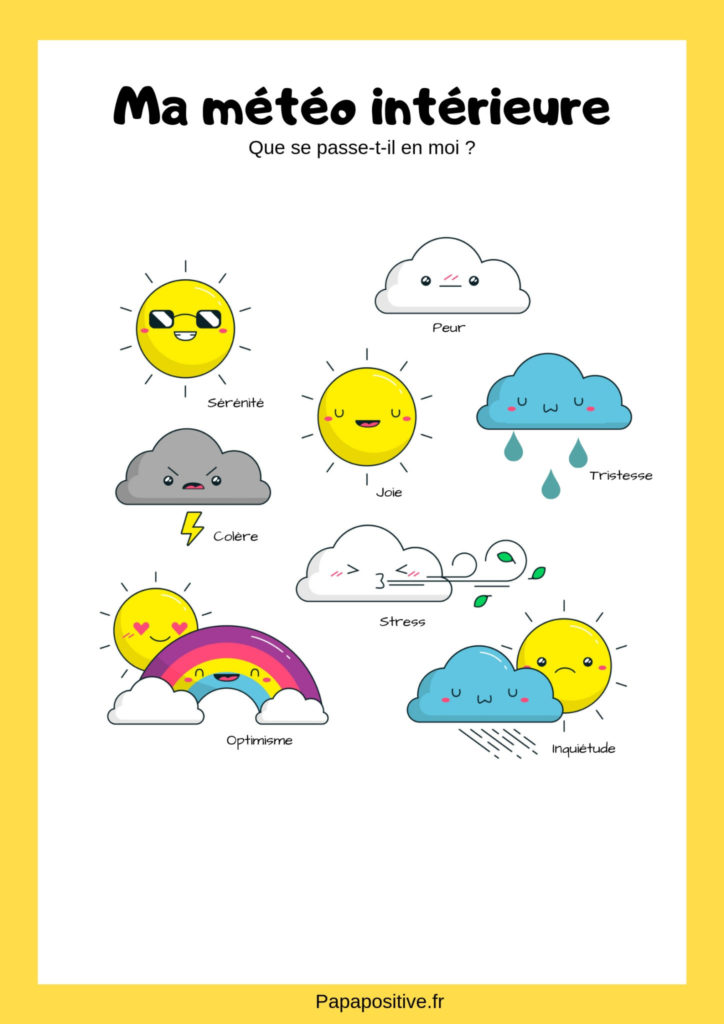 Ma météo intérieure
Que se passe-t-il en moi ?
Peur
Sérénité
Tristesse
Joie
Colère
Stress
Optimisme
Inquiétude
Papapositive.fr